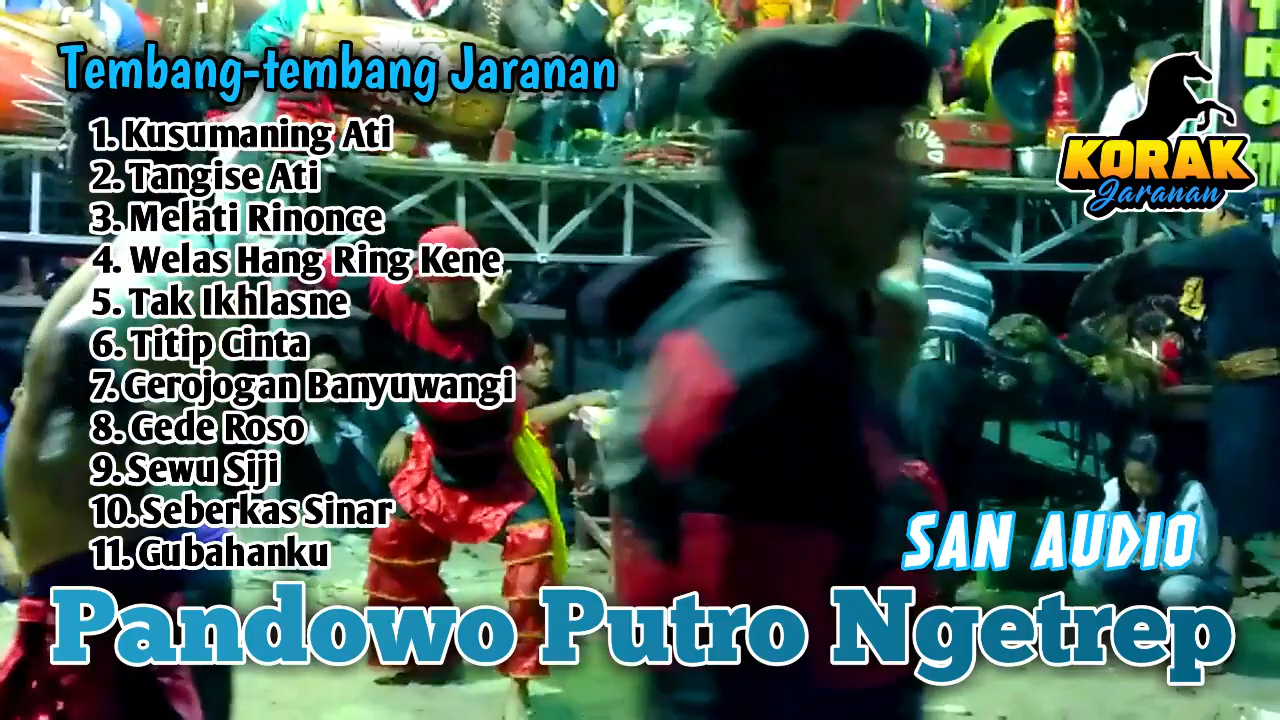 Tembang-tembang Jaranan
1. Kusumaning Ati
2. Tangise Ati
3. Melati Rinonce
4. Welas Hang Ring Kene
5. Tak Ikhlasne
6. Titip Cinta
7. Gerojogan Banyuwangi
8. Gede Roso
9. Sewu Siji
10. Seberkas Sinar
11. Gubahanku
KORAK
Jaranan
SAN AUDIO
Pandowo Putro Ngetrep